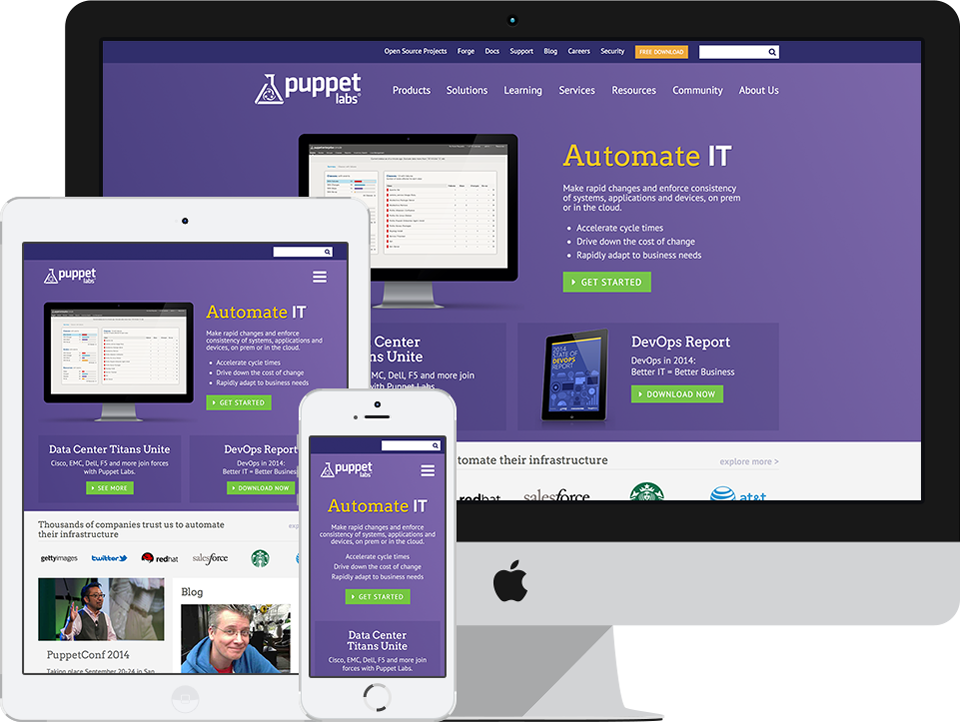 Open Source Projects Forge Docs Support Blog Careers Security FREE DOWNLOAD
puppet
labs
Products Solutions Learning Services Resources Community About Us
Automate IT
Make rapid changes and enforce consistency
of systems, applications and devices, on prem
or in the cloud.
Accelerate cycle times
Drive down the cost of change
Rapidly adapt to business needs
GET STARTED
Center
Unite
EMC, Dell, F5 and more join
with Puppet Labs.
2014
STATE OF
DEVOPS
REPORT
DevOps Report
DevOps in 2014:
Better IT = Better Business
DOWNLOAD NOW
their infrastructure
explore more >
redhat salesforce at&t
puppet
labs
Automate IT
Make rapid changes and enforce
consistency of systems, applications
and devices, on prem or in the cloud.
Accelerate cycle times
Drive down the cost of change
Rapidly adapt to business needs
GET STARTED
Data Center Titans Unite
Cisco, EMC, Dell, F5 and more join forces
with Puppet Labs.
SEE MORE
DevOps Report
DevOps in 2014:
Better IT = Better Busines
DOWNLOAD NOW
Thousands of companies trust us to automate
their infrastructure
gettyimages twitter redhat salesforce
PuppetConf 2014
Taking place September 20-24 in San
Blog
puppet
labs
Automate IT
Make rapid changes and enforce
consistency of systems, applications and
devices, on prem or in the cloud.
Accelerate cycle times
Drive down the cost of change
Rapidly adapt to business needs
GET STARTED
Data Center
Titans Unite
Cisco, EMC, Dell, F5 and more join
forces with Puppet Labs.